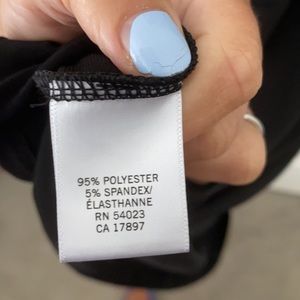 95% POLYESTER
5% SPANDEX/
ÉLASTHANNE
RN 54023
CA 17897